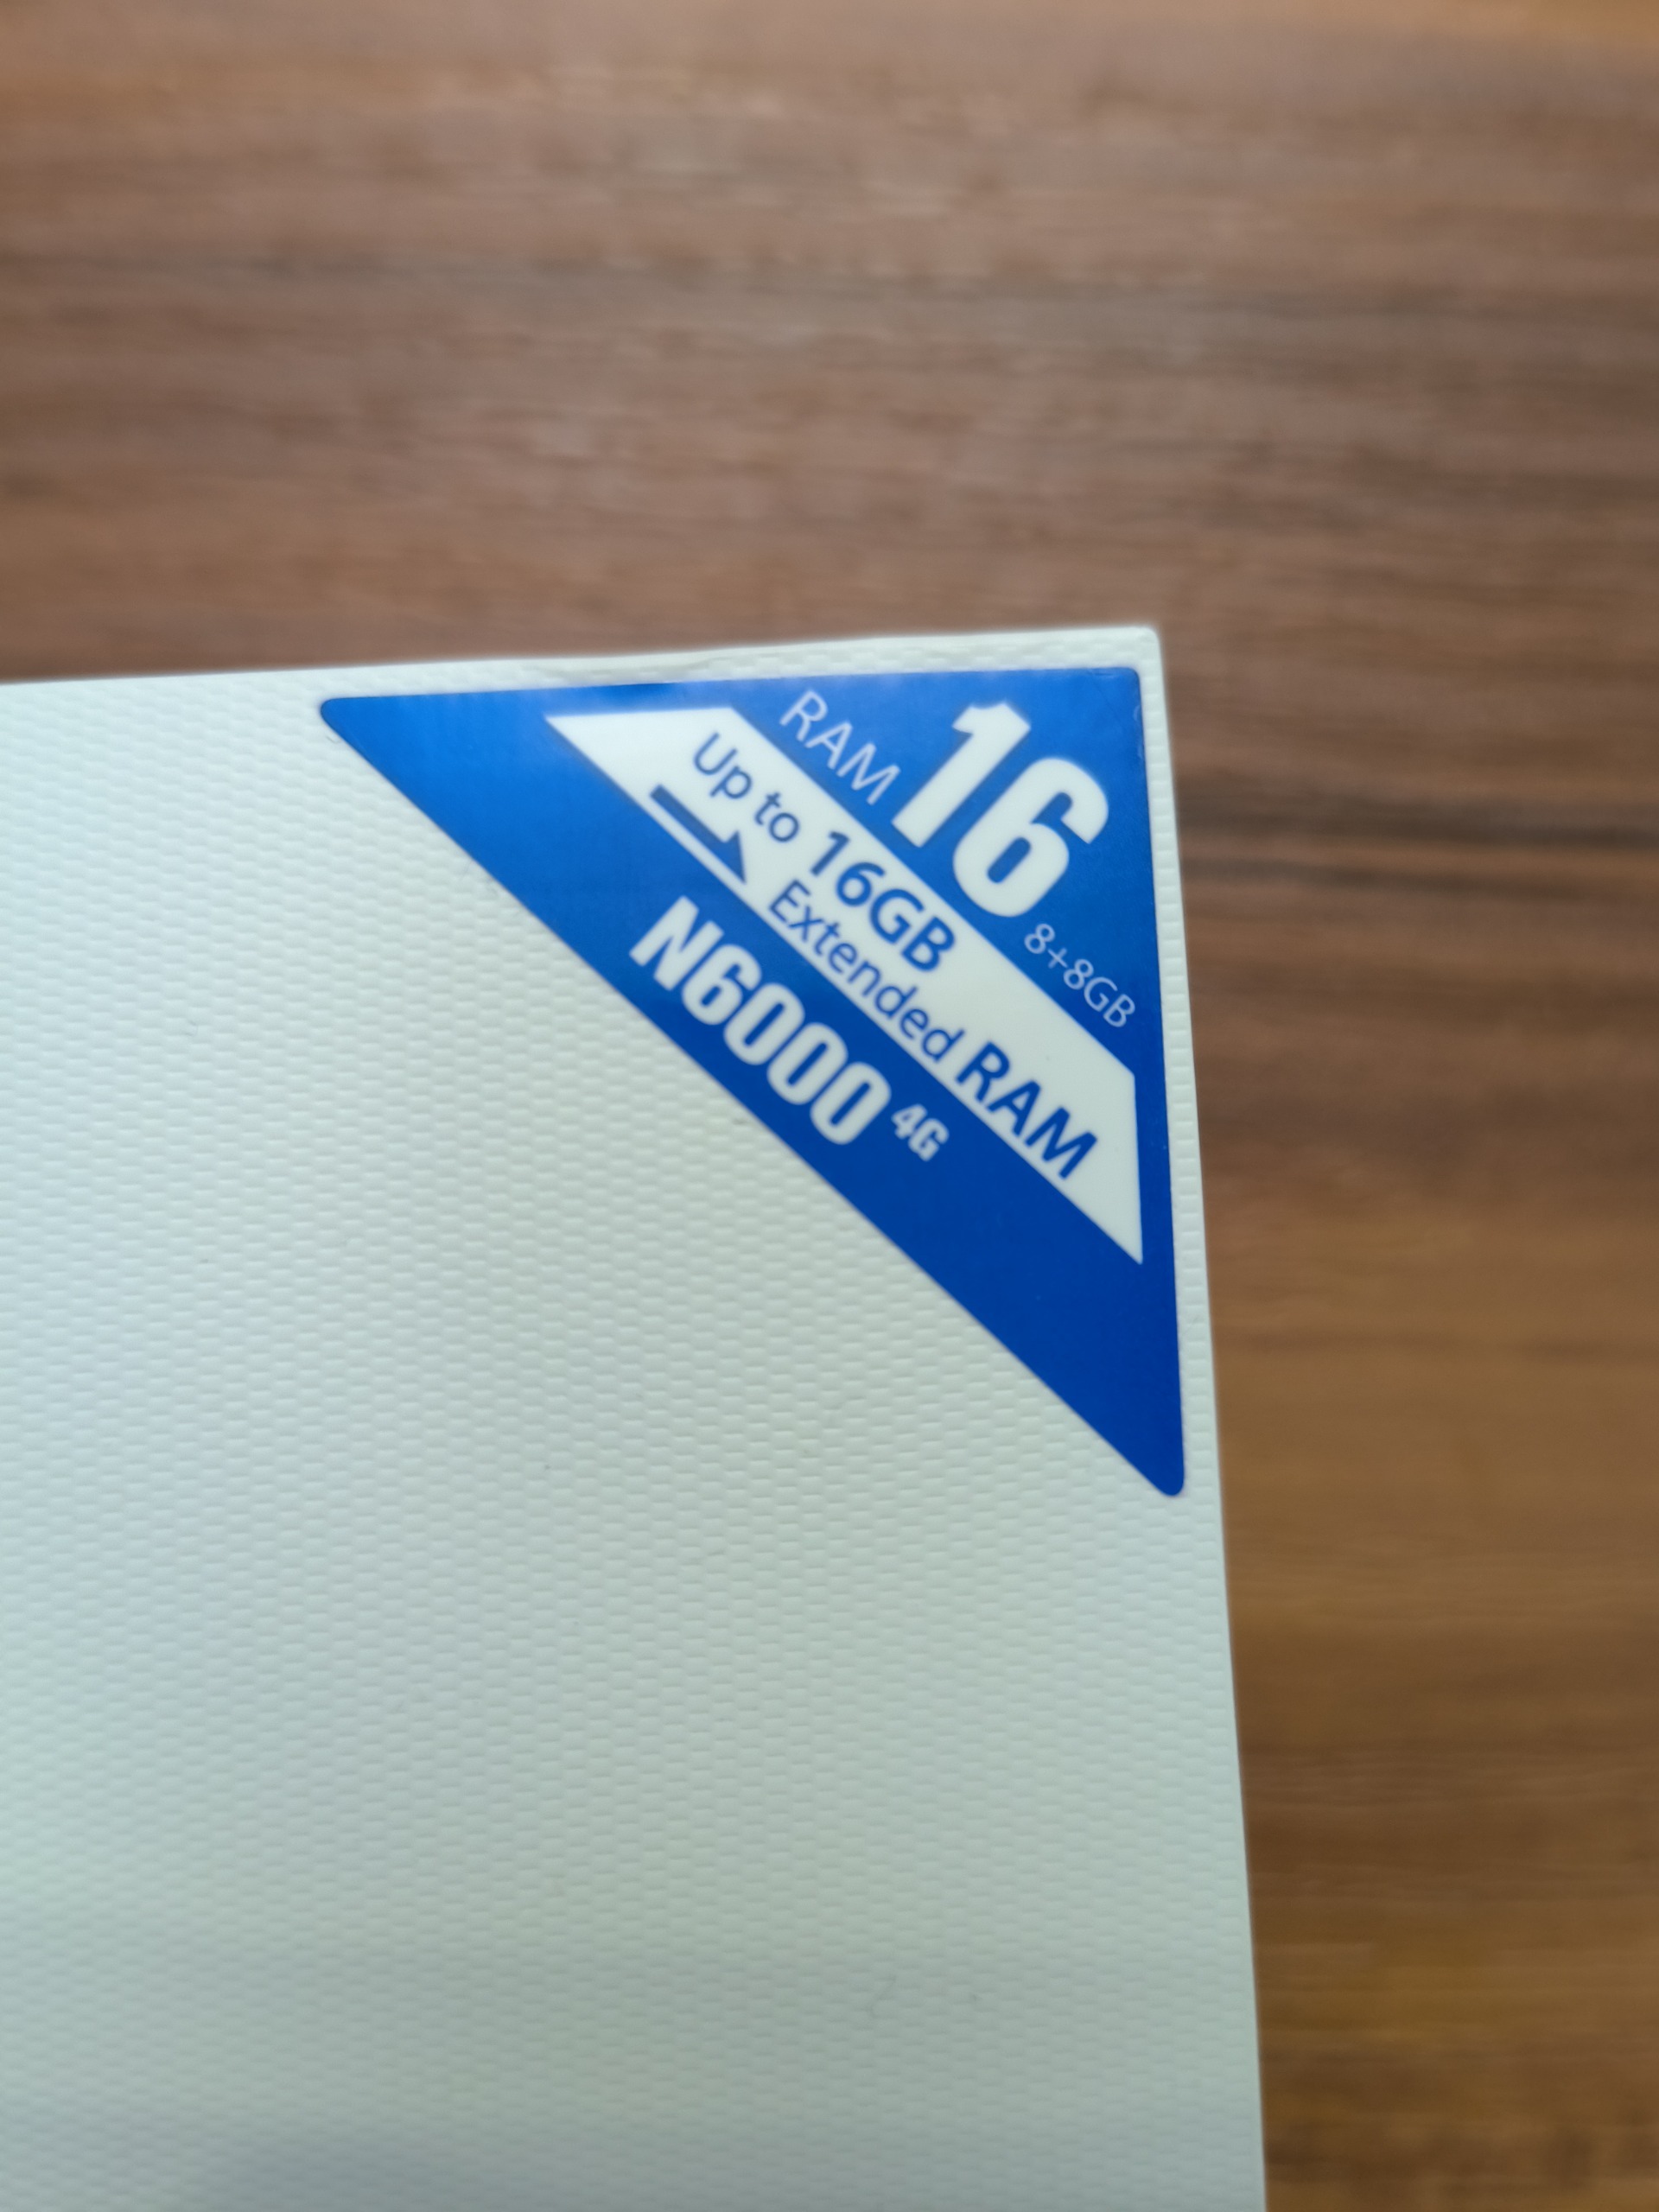 RAM 16 8+8GB
Up to 16GB
Extended RAM
N6000 4G